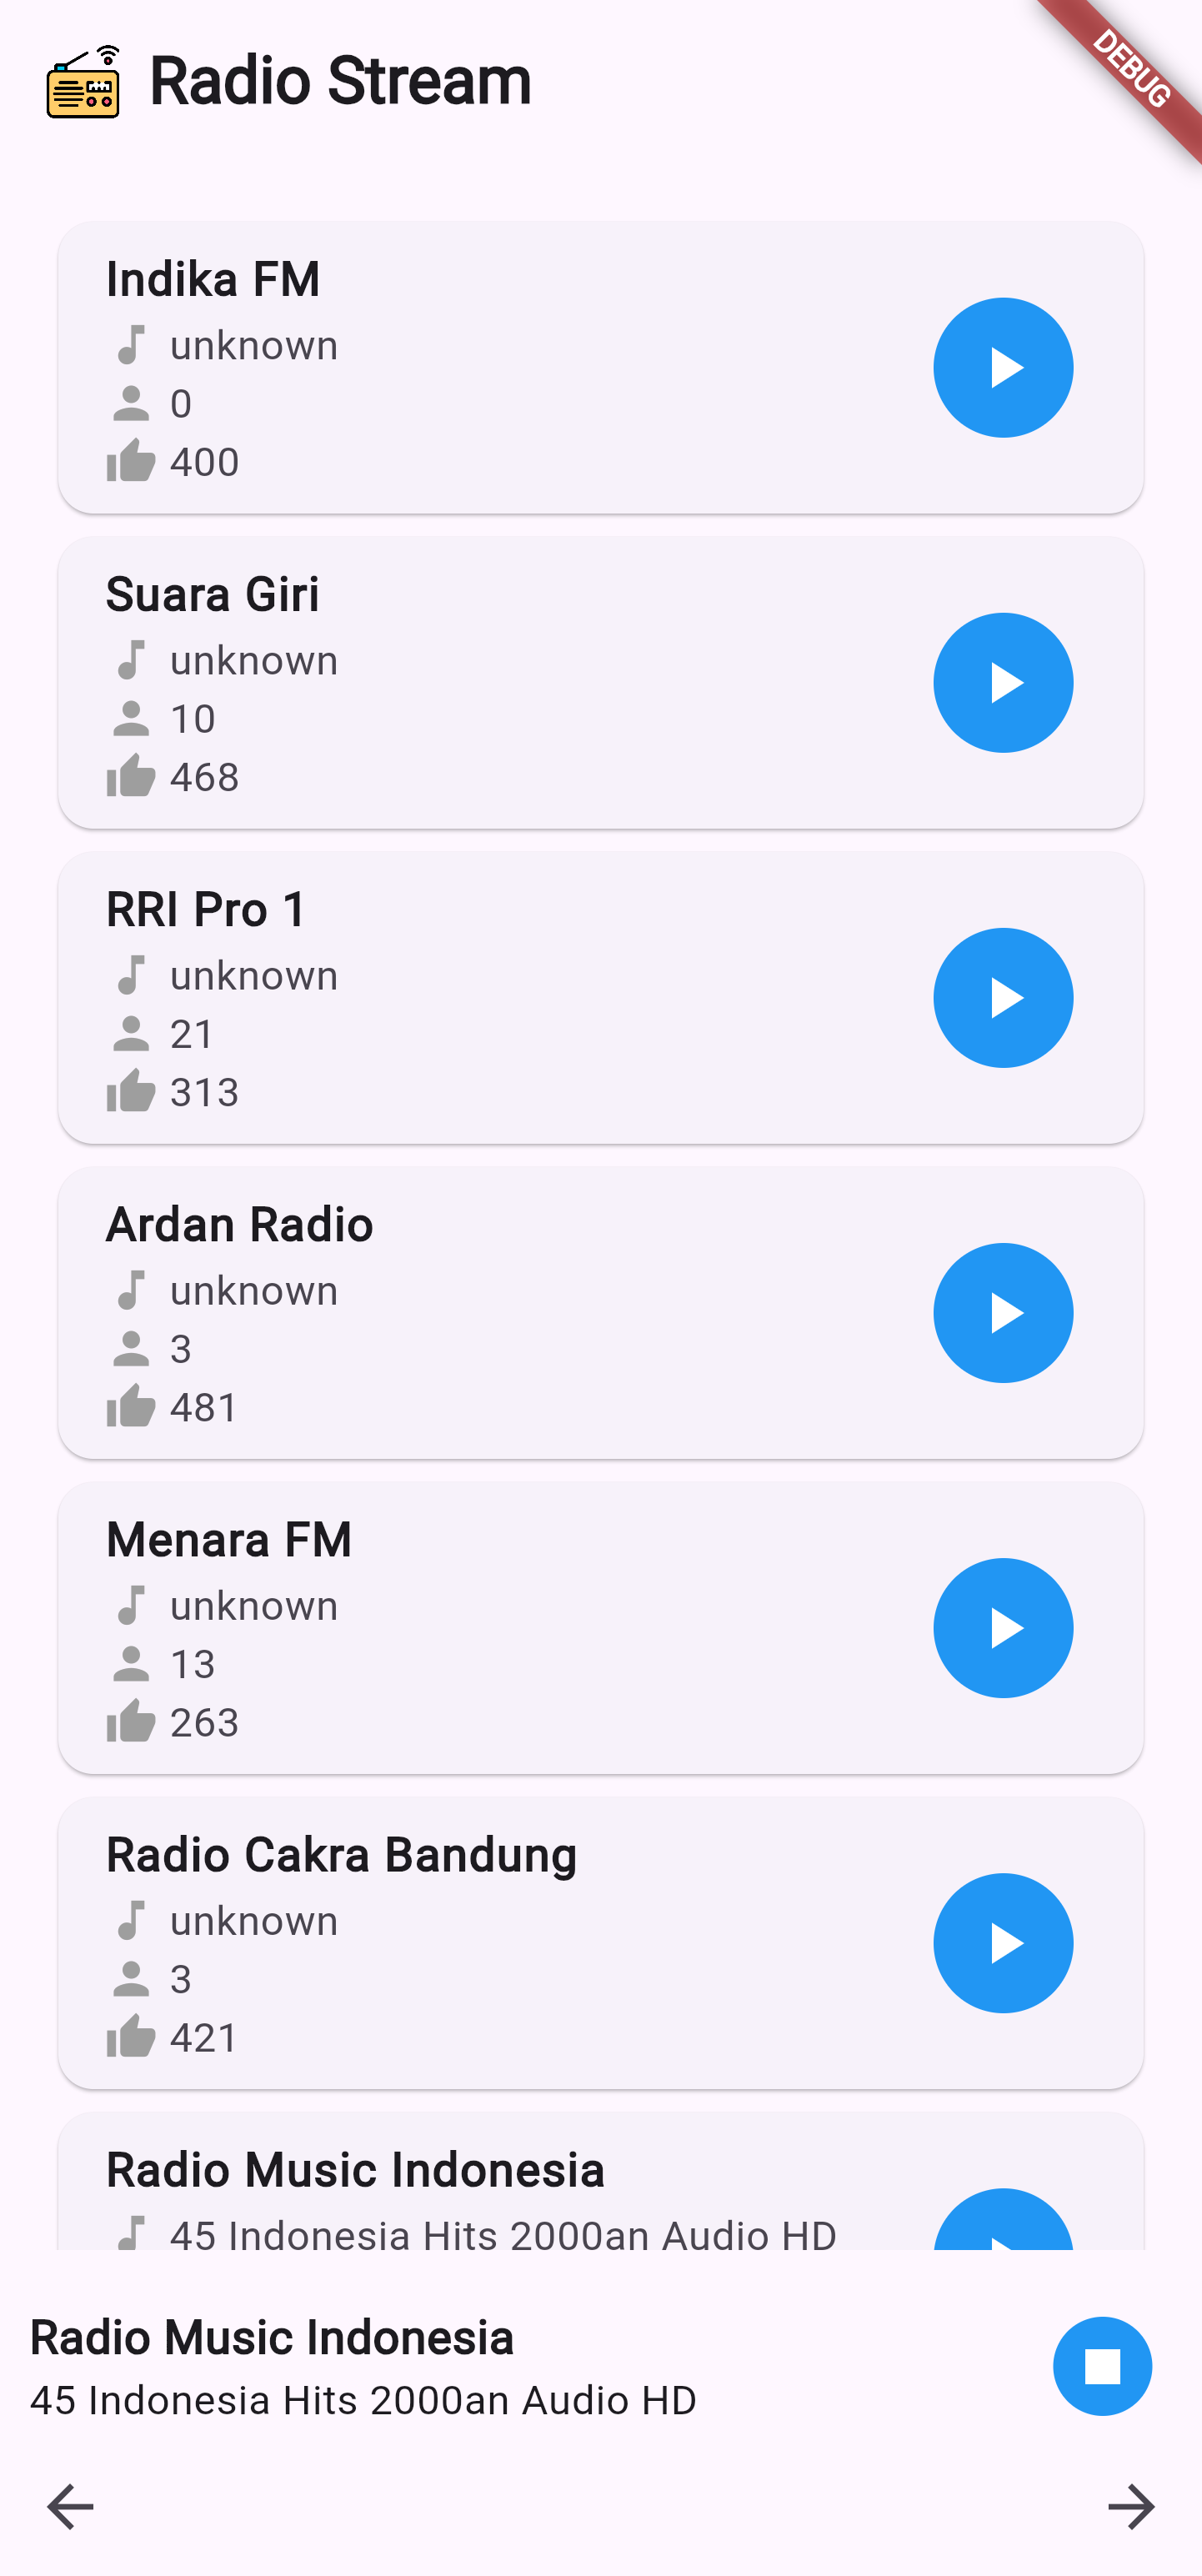 Radio Stream
DEBUG
Indika FM
unknown
0
400
Suara Giri
unknown
10
468
RRI Pro 1
unknown
21
313
Ardan Radio
unknown
3
481
Menara FM
unknown
13
263
Radio Cakra Bandung
unknown
3
421
Radio Music Indonesia
45 Indonesia Hits 2000an Audio HD
Radio Music Indonesia
45 Indonesia Hits 2000an Audio HD